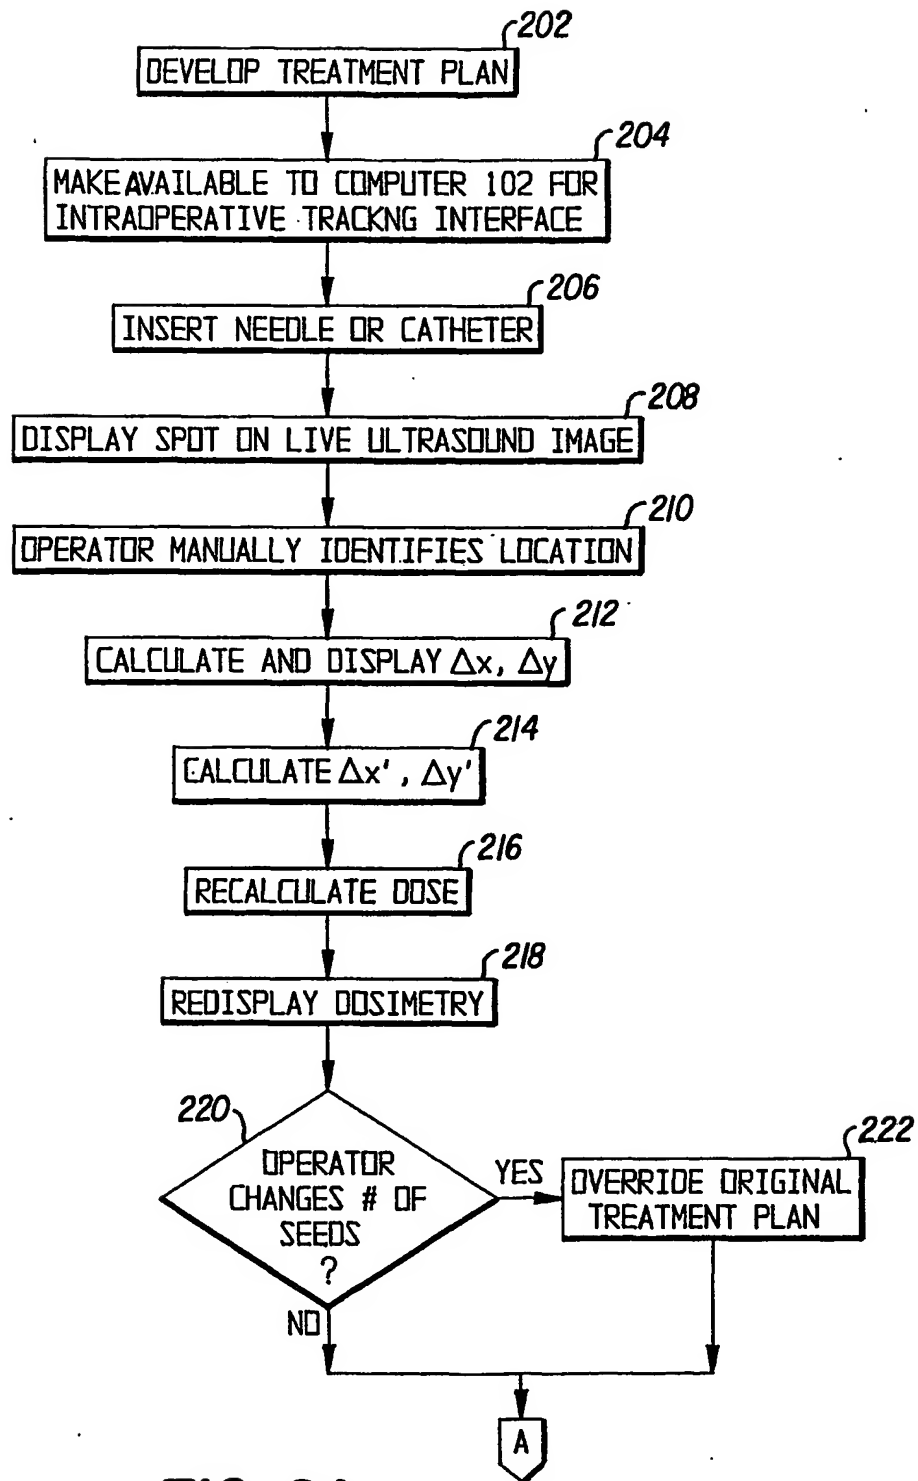 202
DEVELOP TREATMENT PLAN
204
MAKE AVAILABLE TO COMPUTER 102 FOR
INTRAOPERATIVE TRACKNG INTERFACE
206
INSERT NEEDLE OR CATHETER
208
DISPLAY SPOT ON LIVE ULTRASOUND IMAGE
210
OPERATOR MANUALLY IDENTIFIES LOCATION
212
CALCULATE AND DISPLAY Δx, Δy
214
CALCULATE Δx', Δy'
216
RECALCULATE DOSE
218
REDISPLAY DOSIMETRY
220
OPERATOR
CHANGES # OF
SEEDS
?
YES
222
OVERRIDE ORIGINAL
TREATMENT PLAN
NO
A